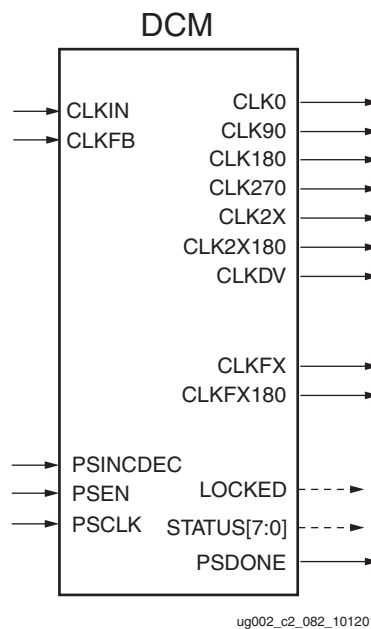 DCM
CLKIN
CLKFB
CLK0
CLK90
CLK180
CLK270
CLK2X
CLK2X180
CLKDV
CLKFX
CLKFX180
PSINCDEC
PSEN
PSCLK
LOCKED
STATUS[7:0]
PSDONE
ug002_c2_082_101201